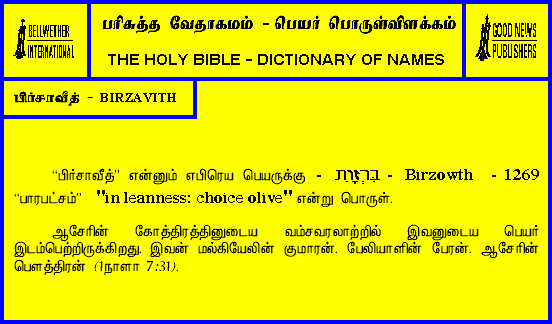 BELLWETHER
INTERNATIONAL
பரிசுத்த வேதாகமம் - பெயர் பொருள்விளக்கம்
THE HOLY BIBLE - DICTIONARY OF NAMES
GOOD NEWS
PUBLISHERS
பிர்சாவீத் - BIRZAVITH
“பிர்சாவீத்” என்னும் எபிரெய பெயருக்கு - בִּרְזָוִת - Birzowth - 1269
“பாரபட்சம்” "in leanness: choice olive" என்று பொருள்.
ஆசேரின் கோத்திரத்தினுடைய வம்சவரலாற்றில் இவனுடைய பெயர்
இடம்பெற்றிருக்கிறது. இவன் மல்கியேலின் குமாரன். பேலியாளின் பேரன். ஆசேரின்
பௌத்திரன் (1நாளா 7:31).